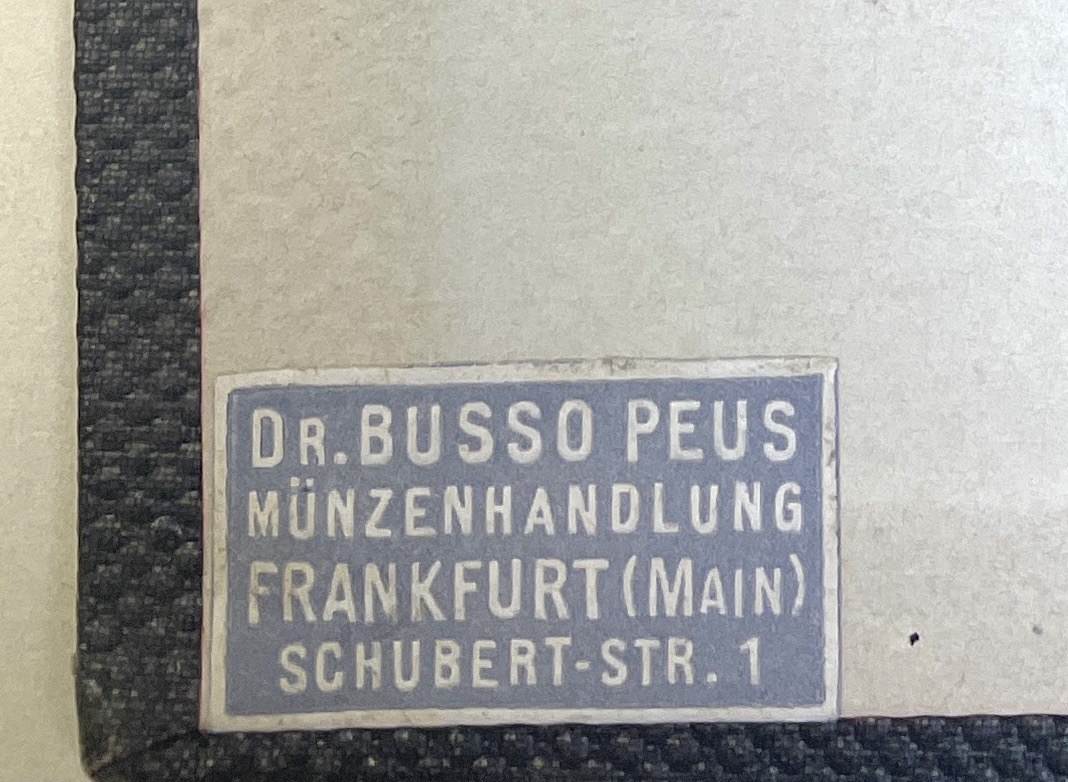 DR. BUSSO PEUS
MÜNZENHANDLUNG
FRANKFURT (MAIN)
SCHUBERT-STR. 1